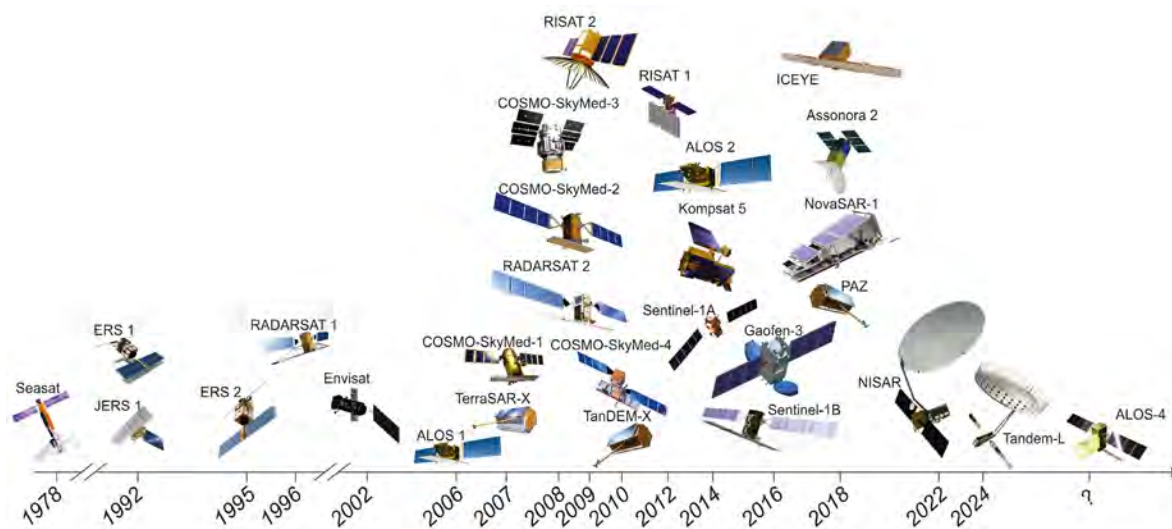 RISAT 2
ICEYE
RISAT 1
COSMO-SkyMed-3
Assonora 2
ALOS 2
COSMO-SkyMed-2
Kompsat 5
NovaSAR-1
RADARSAT 2
PAZ
Sentinel-1A
ERS 1
RADARSAT 1
Gaofen-3
COSMO-SkyMed-1
COSMO-SkyMed-4
Seasat
ERS 2
Envisat
NISAR
JERS 1
TerraSAR-X
TanDEM-X
Sentinel-1B
ALOS 1
Tandem-L
ALOS-4
1978 1992 1995 1996 2002 2006 2007 2008 2009 2010 2012 2014 2016 2018 2022 2024 ?